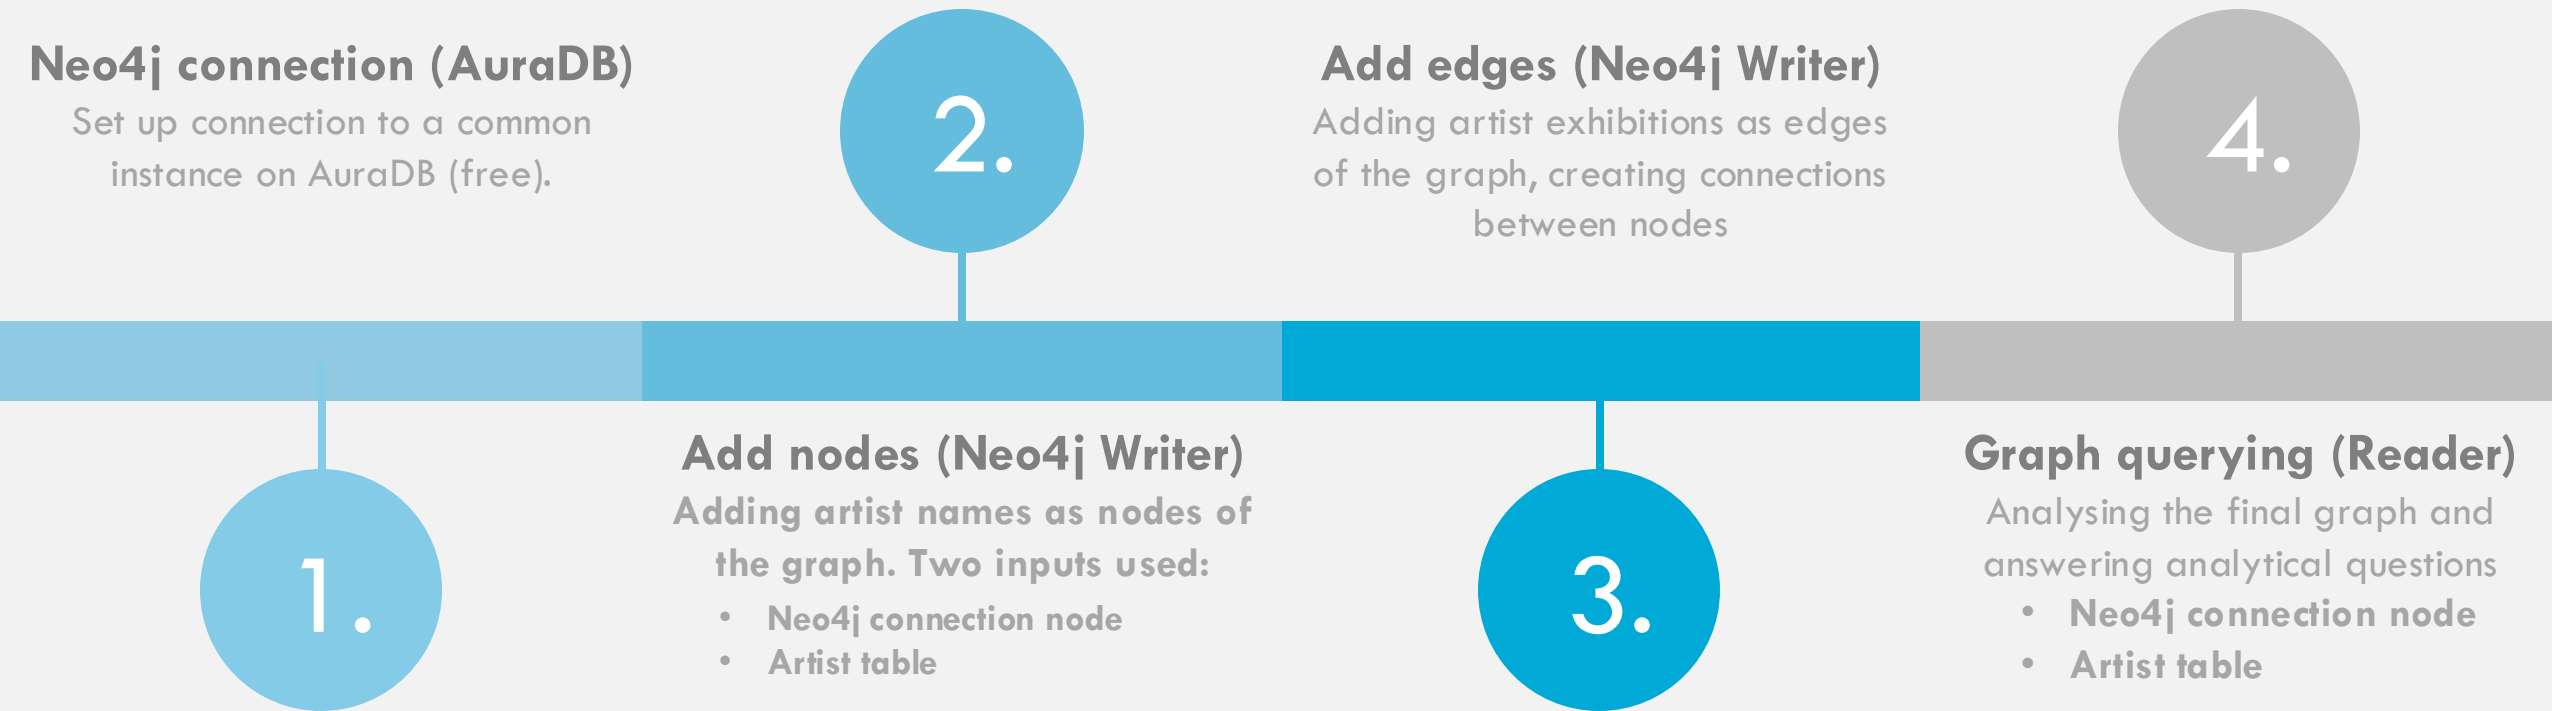 Neo4j connection (AuraDB)
Set up connection to a common
instance on AuraDB (free).
1.
2.
Add nodes (Neo4j Writer)
Adding artist names as nodes of
the graph. Two inputs used:
• Neo4j connection node
• Artist table
Add edges (Neo4j Writer)
Adding artist exhibitions as edges
of the graph, creating connections
between nodes
3.
4.
Graph querying (Reader)
Analysing the final graph and
answering analytical questions
• Neo4j connection node
• Artist table